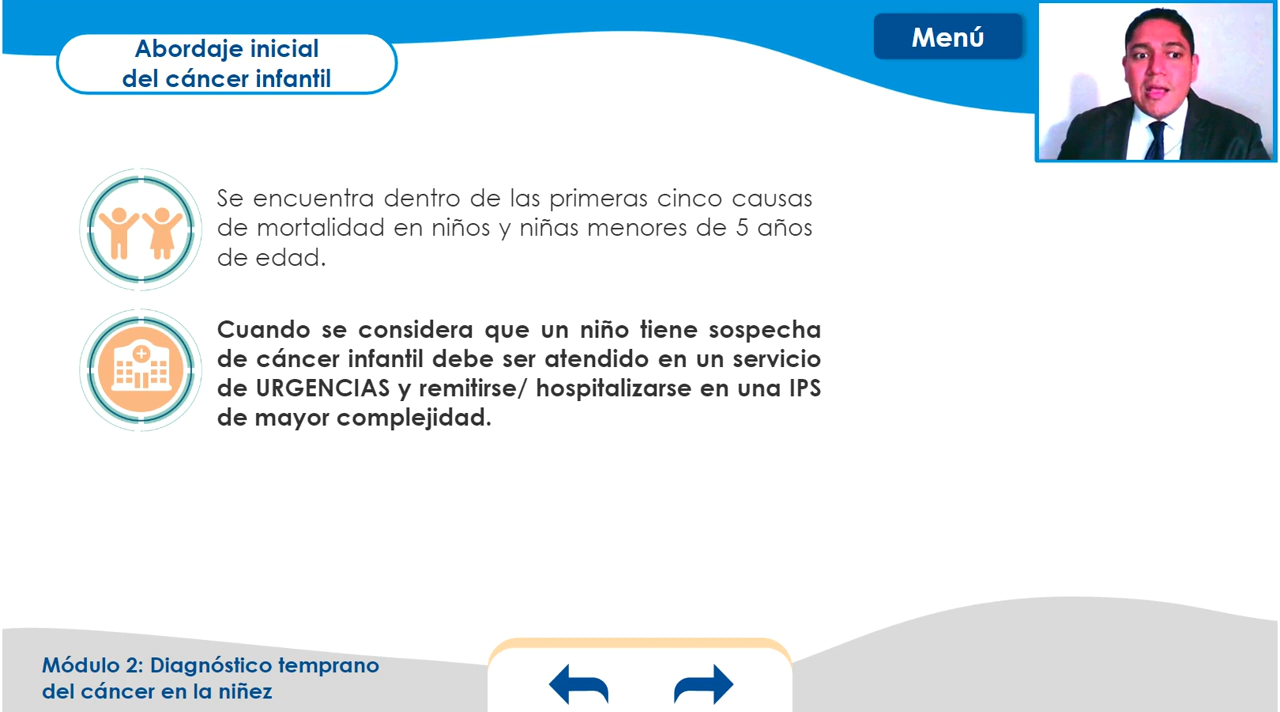 Abordaje inicial
del cáncer infantil
Menú
Se encuentra dentro de las primeras cinco causas
de mortalidad en niños y niñas menores de 5 años
de edad.
Cuando se considera que un niño tiene sospecha
de cáncer infantil debe ser atendido en un servicio
de URGENCIAS y remitirse/ hospitalizarse en una IPS
de mayor complejidad.
Módulo 2: Diagnóstico temprano
del cáncer en la niñez